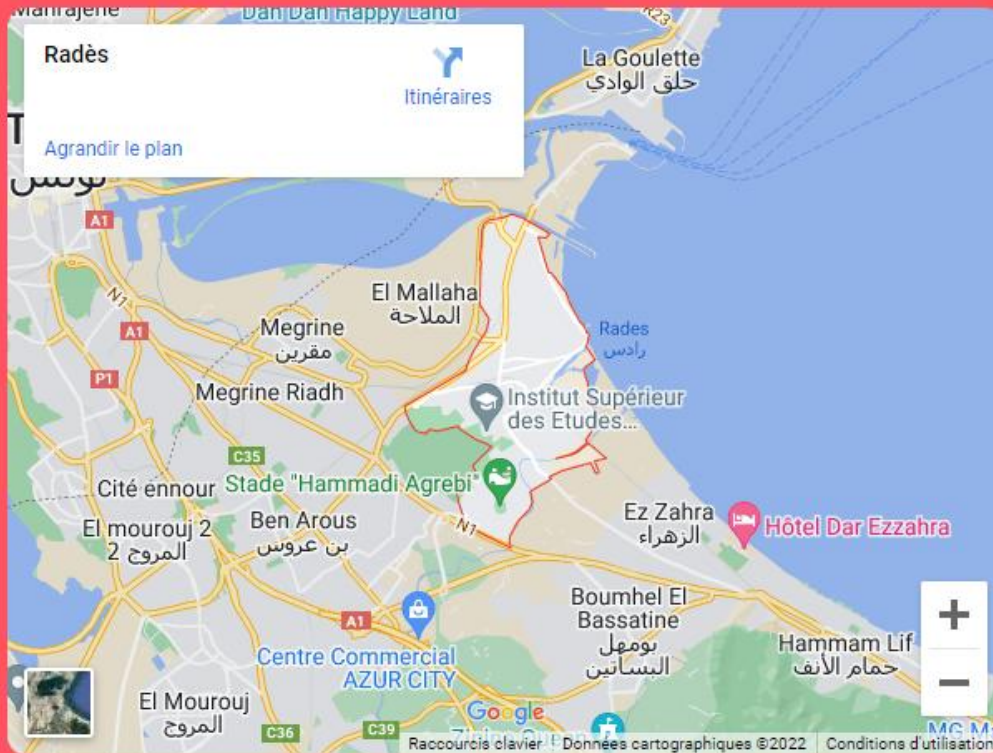 Dan Dan Happy Land
R23
Radès
Itinéraires
Agrandir le plan
La Goulette
حلق الوادي
تونس
A1
N1
El Mallaha
الملاحة
Megrine
مقرين
A1
Rades
رادس
P1
Megrine Riadh
Institut Supérieur
des Etudes...
C35
Cité ennour
Stade "Hammadi Agrebi"
El mourouj 2
المروج 2
Ben Arous
بن عروس
N1
Ez Zahra
الزهراء
Hôtel Dar Ezzahra
A1
Boumhel El
Bassatine
بومهل
البساتين
Centre Commercial
AZUR CITY
Hammam Lif
حمام الأنف
El Mourouj
المروج
C36
C39
Google
Raccourcis clavier
Données cartographiques ©2022
Conditions d'utilisation